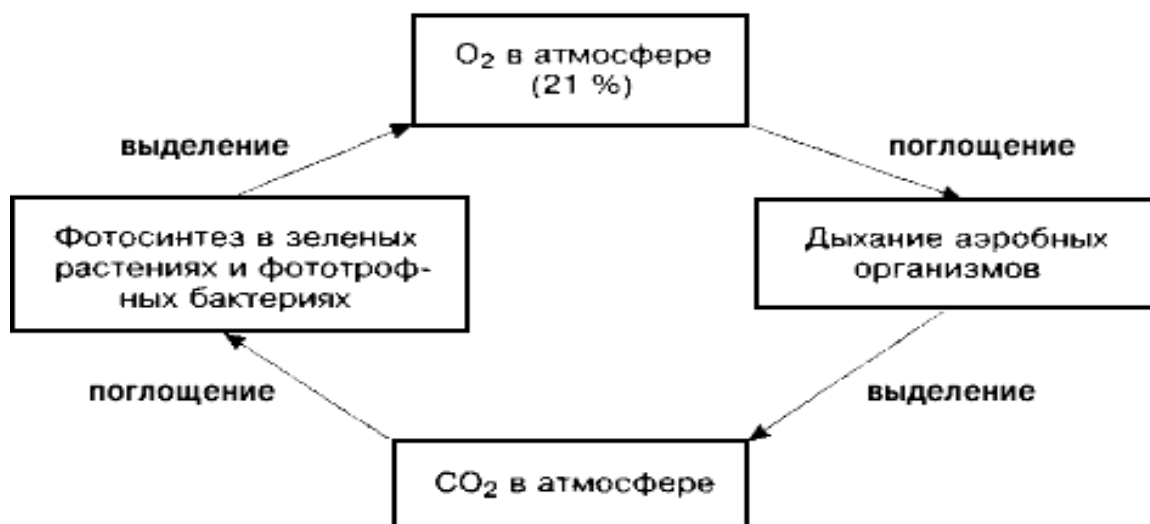 O₂ в атмосфере
(21 %)
выделение
поглощение
Фотосинтез в зеленых
растениях и фототроф-
ных бактериях
Дыхание аэробных
организмов
поглощение
выделение
CO₂ в атмосфере